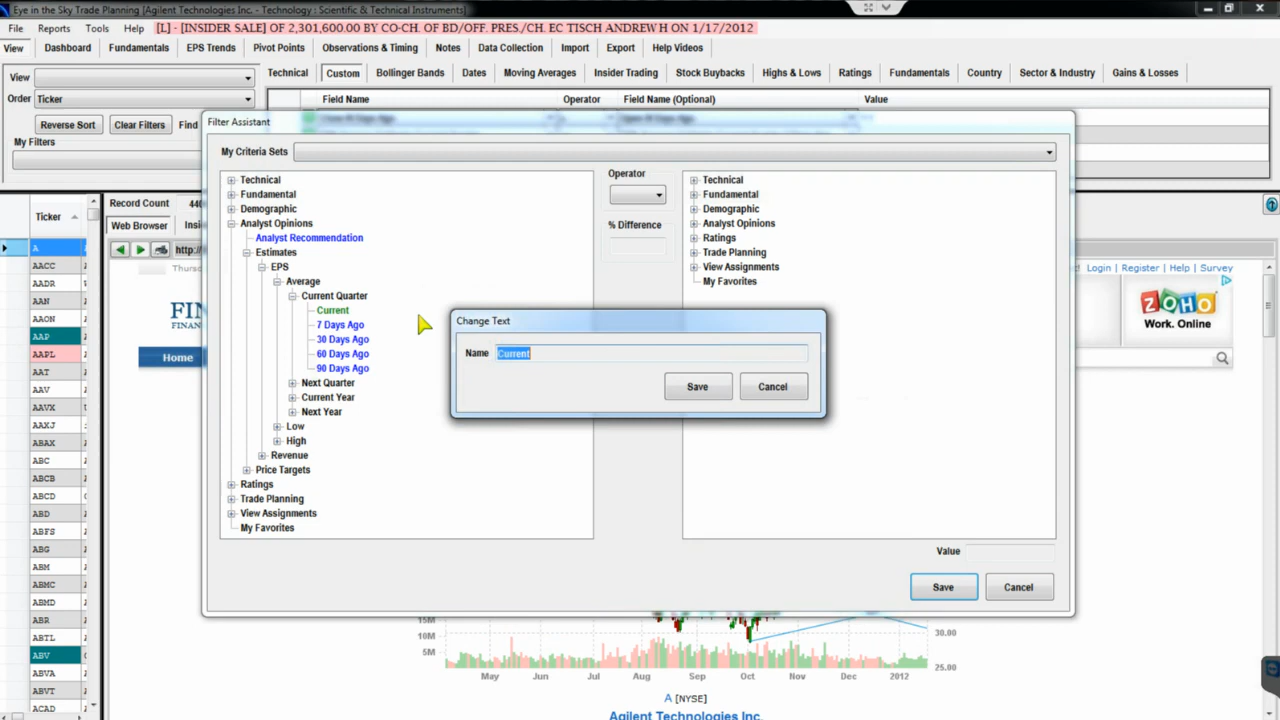 Eye in the Sky Trade Planning [Agilent Technologies Inc. - Technology : Scientific & Technical Instruments]
File Reports Tools Help [L] - [INSIDER SALE] OF 2,301,600.00 BY CO-CH. OF BD/OFF. PRES./CH. EC TISCH ANDREW H ON 1/17/2012
View Dashboard Fundamentals EPS Trends Pivot Points Observations & Timing Notes Data Collection Import Export Help Videos
View
Technical Custom Bollinger Bands Dates Moving Averages Insider Trading Stock Buybacks Highs & Lows Ratings Fundamentals Country Sector & Industry Gains & Losses
Order Ticker
Field Name Operator Field Name (Optional) Value
Reverse Sort Clear Filters Find
My Filters
Filter Assistant
My Criteria Sets
Technical
Fundamental
Demographic
Analyst Opinions
Analyst Recommendation
Estimates
EPS
Average
Current Quarter
Current
7 Days Ago
30 Days Ago
60 Days Ago
90 Days Ago
Next Quarter
Current Year
Next Year
Low
High
Revenue
Price Targets
Ratings
Trade Planning
View Assignments
My Favorites
Operator
% Difference
Technical
Fundamental
Demographic
Analyst Opinions
Ratings
Trade Planning
View Assignments
My Favorites
Value
Save Cancel
Change Text
Name Current
Save Cancel
Ticker
A
AACC
AADR
AAN
AAON
AAP
AAPL
AAT
AAV
AAVX
AAXJ
ABAX
ABC
ABCB
ABCD
ABD
ABFS
ABG
ABM
ABMC
ABMD
ABR
ABTL
ABV
ABVA
ABVT
ACAD
Record Count 440
Web Browser
http:/
Thurs
FIN
FINANC
Home
Login | Register | Help | Survey
ZOHO
Work. Online
15M
10M
5M
30.00
25.00
May Jun Jul Aug Sep Oct Nov Dec 2012
A [NYSE]
Agilent Technologies Inc.